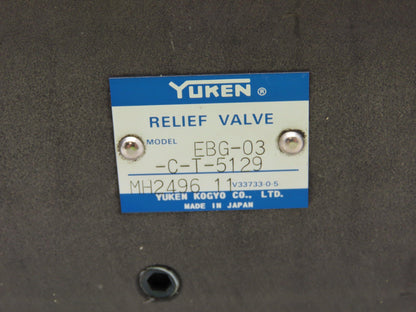 YUKEN ®
RELIEF VALVE
MODEL EBG-03
-C-T-5129
MH2496 11 V33733-0-5
YUKEN KOGYO CO., LTD.
MADE IN JAPAN